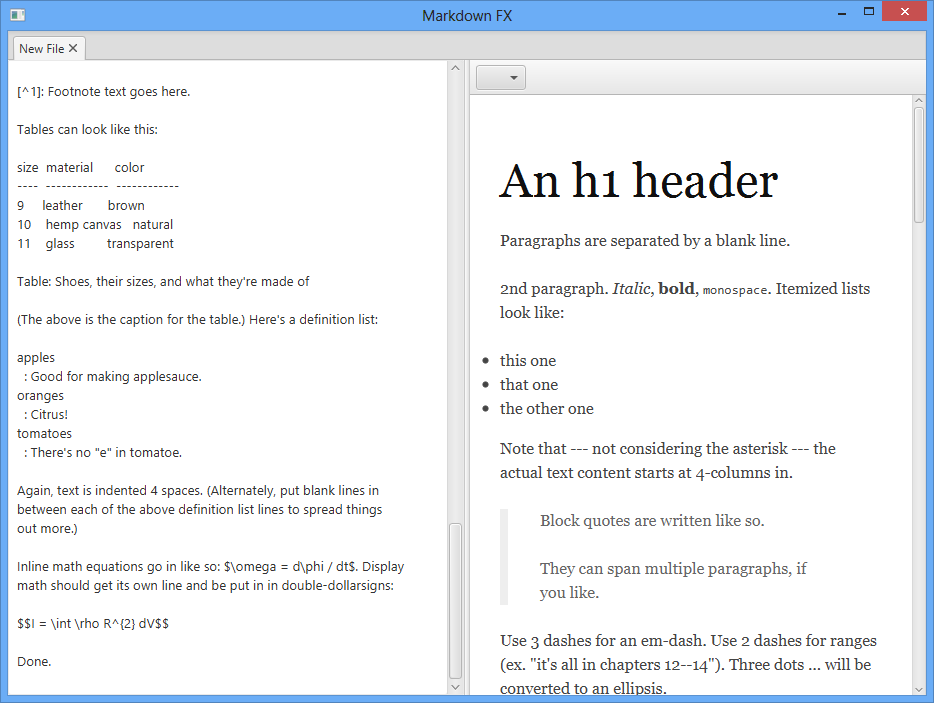 Markdown FX
New File
[^1]: Footnote text goes here.
Tables can look like this:
size  material      color
----  ------------  ------------
9     leather       brown
10    hemp canvas   natural
11    glass         transparent
Table: Shoes, their sizes, and what they're made of
(The above is the caption for the table.) Here's a definition list:
apples
  : Good for making applesauce.
oranges
  : Citrus!
tomatoes
  : There's no "e" in tomatoe.
Again, text is indented 4 spaces. (Alternately, put blank lines in
between each of the above definition list lines to spread things
out more.)
Inline math equations go in like so: $\omega = d\phi / dt$. Display
math should get its own line and be put in in double-dollarsigns:
$$I = \int \rho R^{2} dV$$
Done.
An h1 header
Paragraphs are separated by a blank line.
2nd paragraph. Italic, bold, monospace. Itemized lists
look like:
• this one
• that one
• the other one
Note that --- not considering the asterisk --- the
actual text content starts at 4-columns in.
Block quotes are written like so.
They can span multiple paragraphs, if
you like.
Use 3 dashes for an em-dash. Use 2 dashes for ranges
(ex. "it's all in chapters 12--14"). Three dots ... will be
converted to an ellipsis.